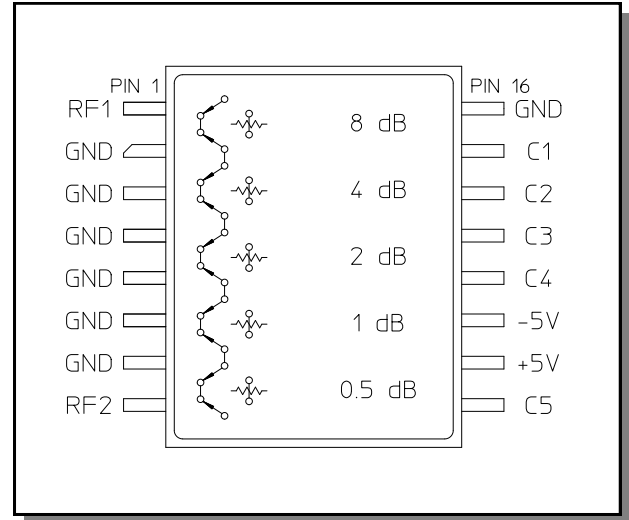 PIN 1
PIN 16
RF1
8 dB
GND
GND
C1
GND
4 dB
C2
GND
C3
2 dB
GND
C4
GND
1 dB
-5V
GND
+5V
RF2
0.5 dB
C5